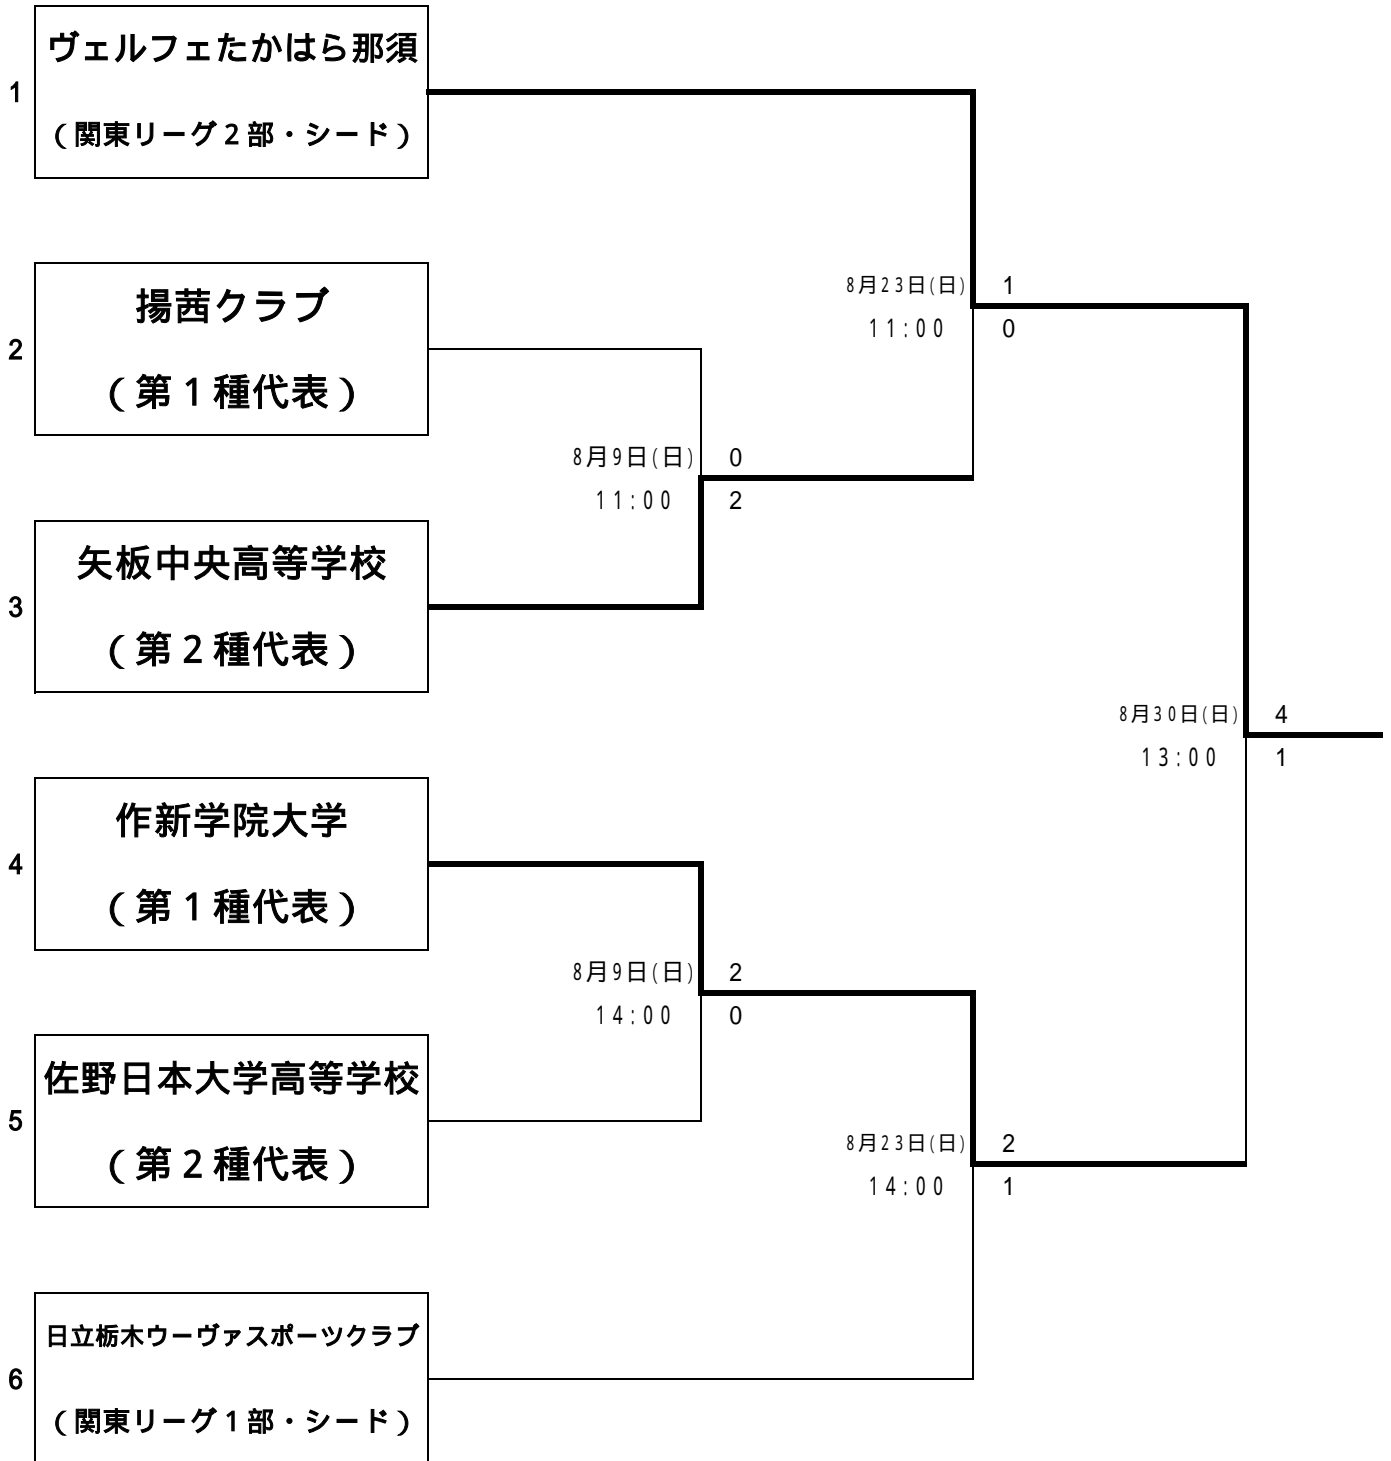 ヴェルフェたかはら那須
1
（関東リーグ2部・シード）
揚茜クラブ
2
（第1種代表）
矢板中央高等学校
3
（第2種代表）
作新学院大学
4
（第1種代表）
佐野日本大学高等学校
5
（第2種代表）
日立栃木ウーヴァスポーツクラブ
6
（関東リーグ1部・シード）
8月9日(日) 0
11:00 2
8月9日(日) 2
14:00 0
8月23日(日) 1
11:00 0
8月23日(日) 2
14:00 1
8月30日(日) 4
13:00 1